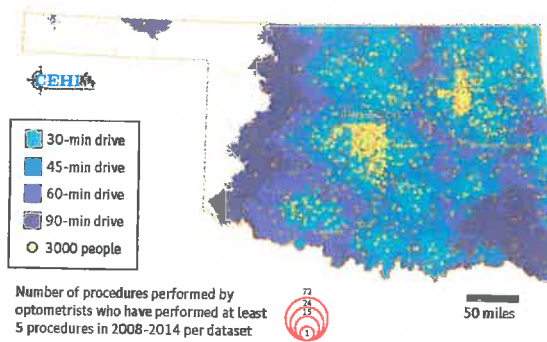 CEHI
30-min drive
45-min drive
60-min drive
90-min drive
3000 people
Number of procedures performed by
optometrists who have performed at least
5 procedures in 2008-2014 per dataset
72
24
15
1
50 miles